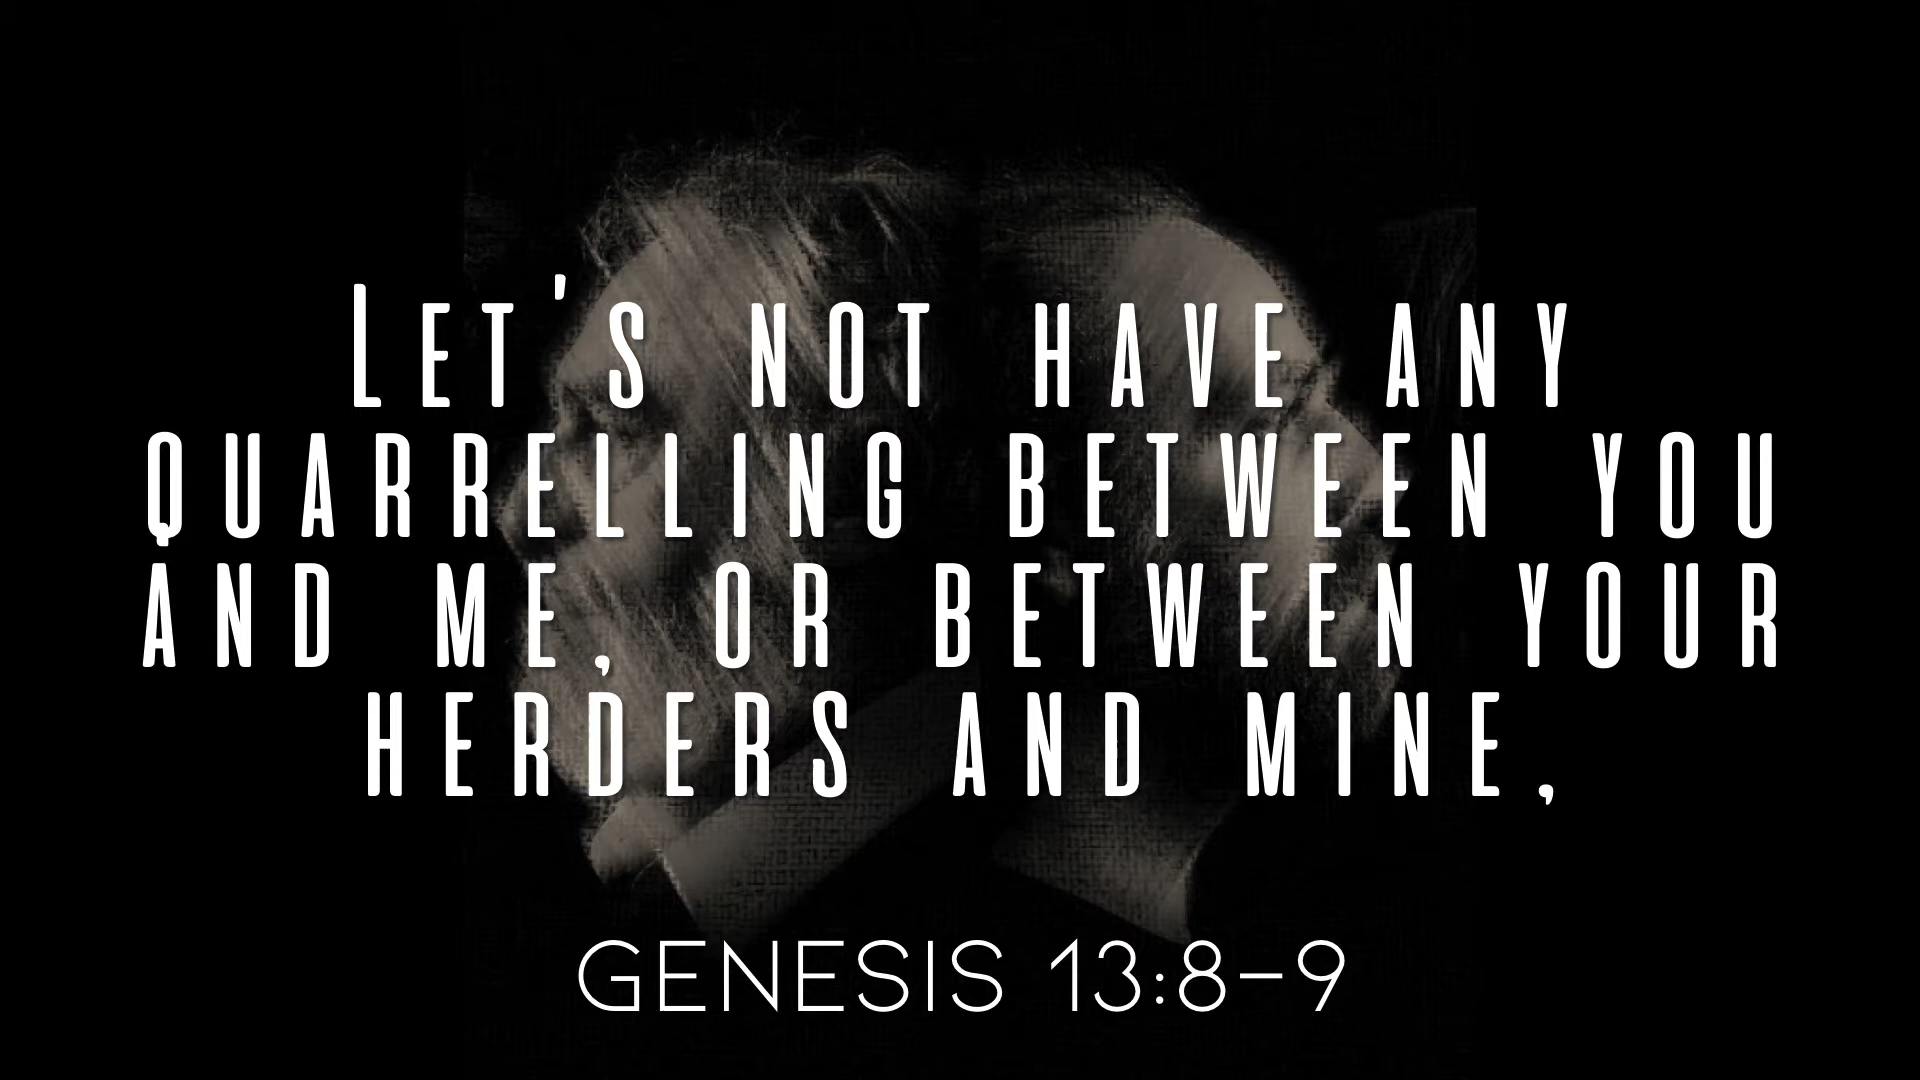 Let's not have any
quarrelling between you
and me, or between your
herders and mine,
GENESIS 13:8-9